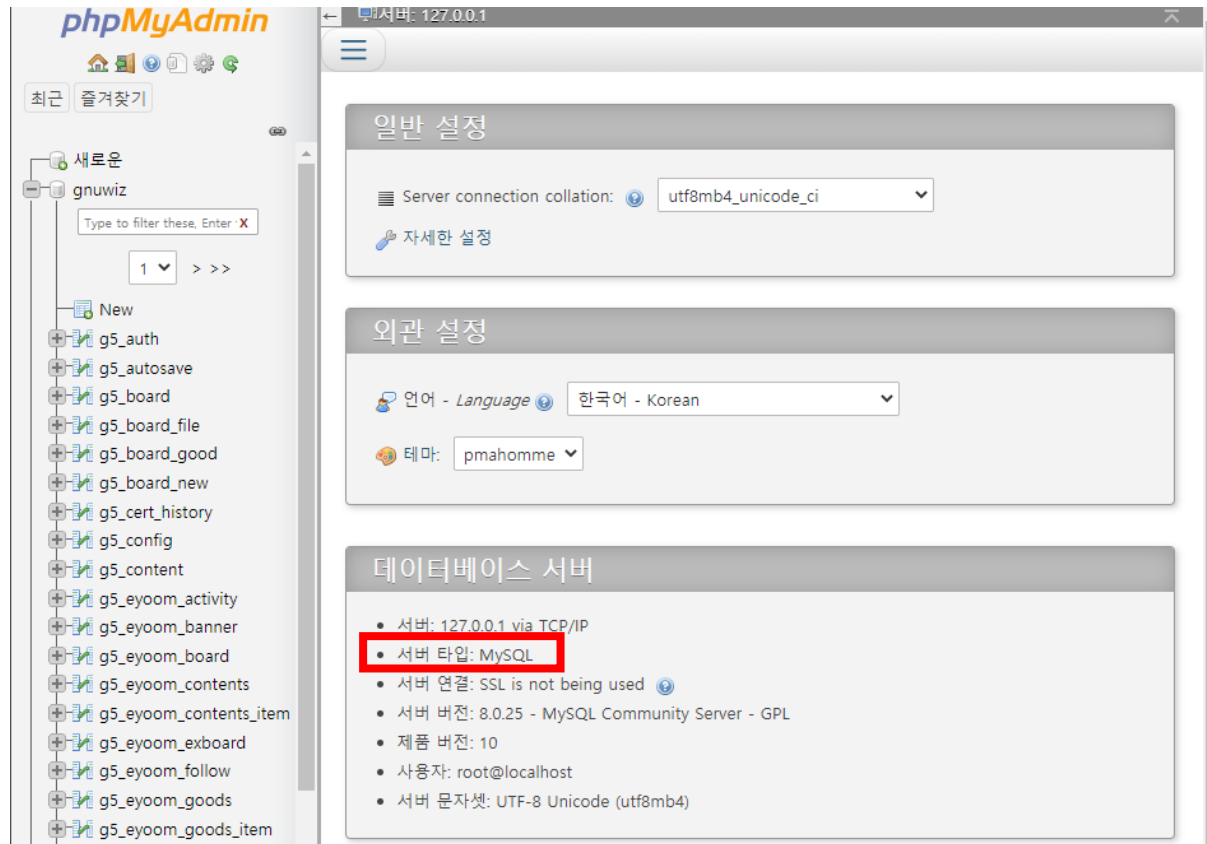 phpMyAdmin
최근 즐겨찾기
새로운
gnuwiz
Type to filter these, Enter X
1 > >>
New
g5_auth
g5_autosave
g5_board
g5_board_file
g5_board_good
g5_board_new
g5_cert_history
g5_config
g5_content
g5_eyoom_activity
g5_eyoom_banner
g5_eyoom_board
g5_eyoom_contents
g5_eyoom_contents_item
g5_eyoom_exboard
g5_eyoom_follow
g5_eyoom_goods
g5_eyoom_goods_item
서버: 127.0.0.1
일반 설정
Server connection collation: utf8mb4_unicode_ci
자세한 설정
외관 설정
언어 - Language 한국어 - Korean
테마: pmahomme
데이터베이스 서버
서버: 127.0.0.1 via TCP/IP
서버 타입: MySQL
서버 연결: SSL is not being used
서버 버전: 8.0.25 - MySQL Community Server - GPL
제품 버전: 10
사용자: root@localhost
서버 문자셋: UTF-8 Unicode (utf8mb4)